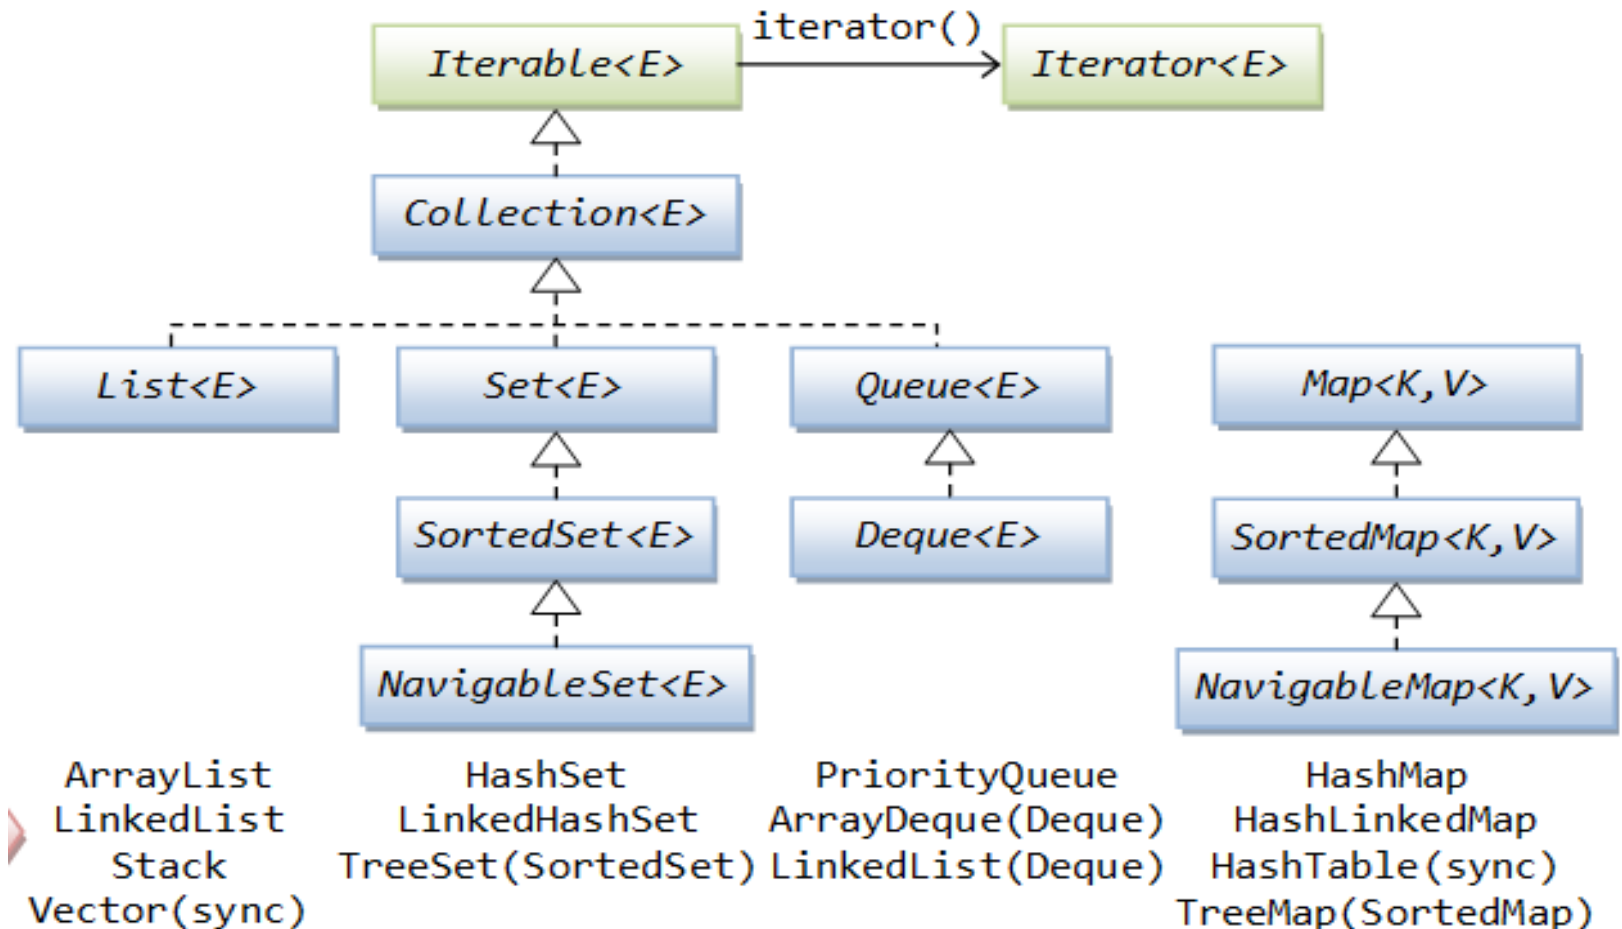 iterator()
Iterable<E>
Iterator<E>
Collection<E>
List<E>
Set<E>
Queue<E>
Map<K,V>
SortedSet<E>
Deque<E>
SortedMap<K,V>
NavigableSet<E>
NavigableMap<K,V>
ArrayList
LinkedList
Stack
Vector(sync)
HashSet
LinkedHashSet
TreeSet(SortedSet)
PriorityQueue
ArrayDeque(Deque)
LinkedList(Deque)
HashMap
HashLinkedMap
HashTable(sync)
TreeMap(SortedMap)